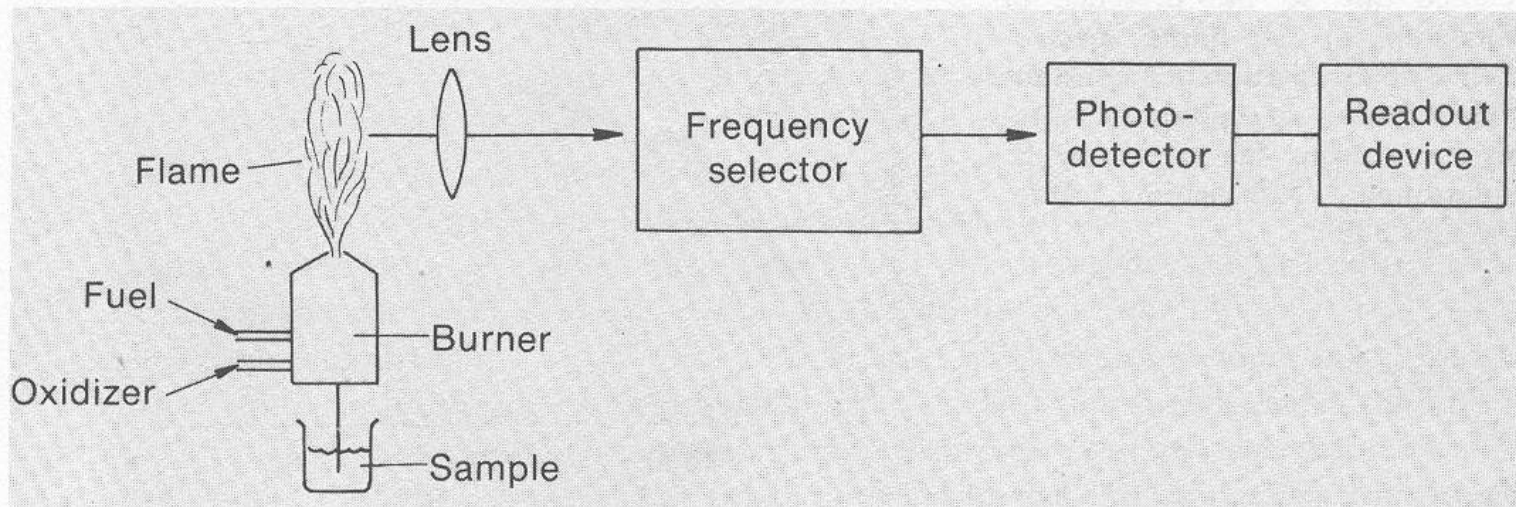 Lens
Frequency
selector
Photo-
detector
Readout
device
Flame
Fuel
Burner
Oxidizer
Sample